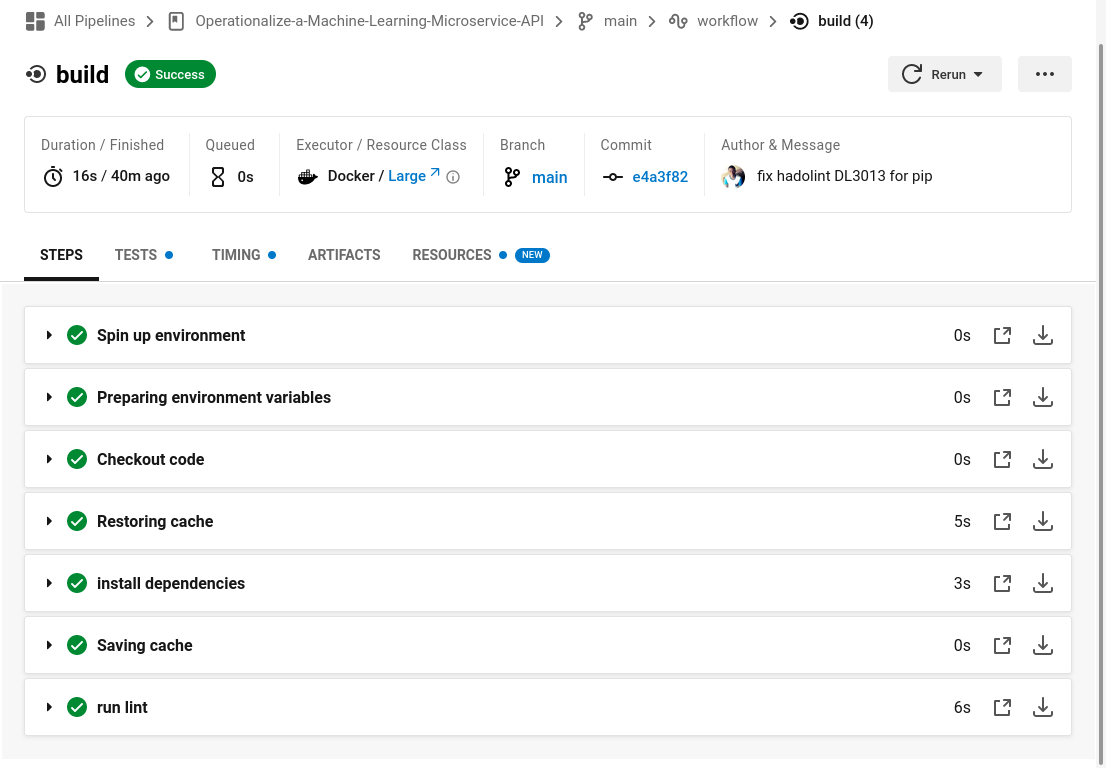 All Pipelines Operationalize-a-Machine-Learning-Microservice-API main workflow build (4)
build Success Rerun
Duration / Finished Queued Executor / Resource Class Branch Commit Author & Message
16s / 40m ago 0s Docker / Large main e4a3f82 fix hadolint DL3013 for pip
STEPS TESTS TIMING ARTIFACTS RESOURCES NEW
Spin up environment 0s
Preparing environment variables 0s
Checkout code 0s
Restoring cache 5s
install dependencies 3s
Saving cache 0s
run lint 6s